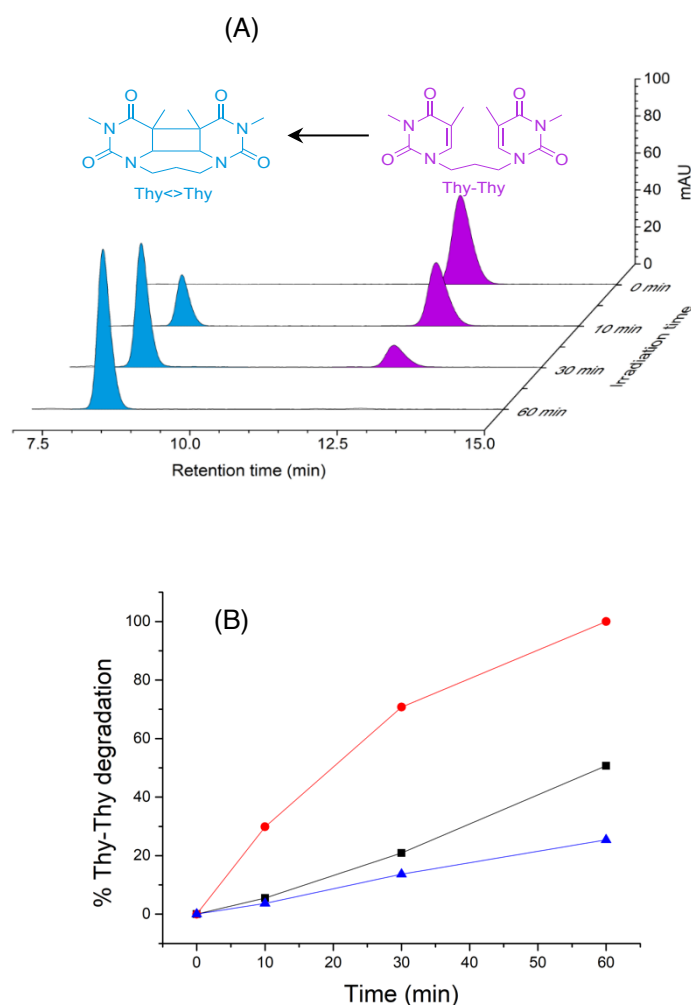 (A)
O
O
N
N
O
N
N
O
Thy<>Thy
O
O
N
N
O
N
N
O
Thy-Thy
100
80
60
40
20
0
mAU
0 min
10 min
30 min
60 min
Irradiation time
7.5
10.0
12.5
15.0
Retention time (min)
(B)
100
80
60
40
20
0
% Thy-Thy degradation
0
10
20
30
40
50
60
Time (min)